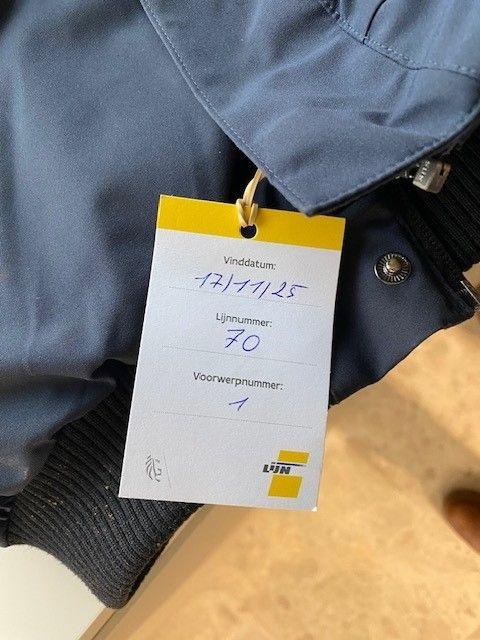 Vinddatum:
17/11/25
Lijnnummer:
70
Voorwerpnummer:
1
LIJN